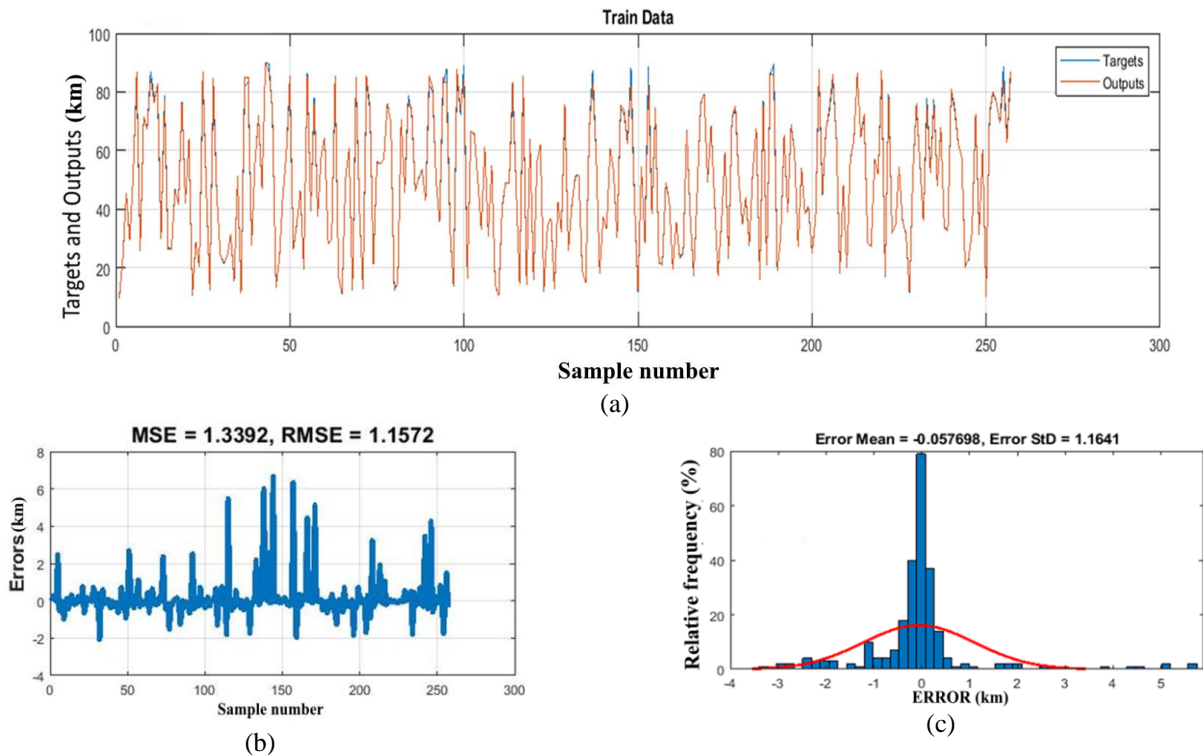 Train Data
100
80
60
40
20
0
Targets and Outputs (km)
Targets
Outputs
0 50 100 150 200 250 300
Sample number
(a)
MSE = 1.3392, RMSE = 1.1572
8
6
4
2
0
-2
-4
Errors (km)
0 50 100 150 200 250 300
Sample number
(b)
Error Mean = -0.057698, Error StD = 1.1641
80
60
40
20
0
Relative frequency (%)
-4 -3 -2 -1 0 1 2 3 4 5
ERROR (km)
(c)